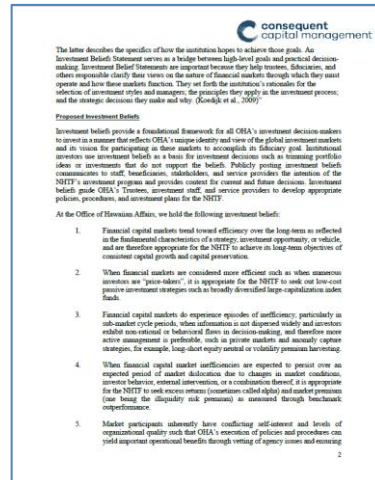 consequent
capital management
The latter describes the specifics of how the institution hopes to achieve those goals. An
Investment Beliefs Statement serves as a bridge between high-level goals and practical decision-
making. Investment Belief Statements are important because they help trustees, fiduciaries, and
others responsible clarify their views on the nature of financial markets through which they must
operate and how these markets function. They set forth the institution's rationales for the
selection of investment styles and managers; the principles they apply in the investment process;
and the strategic decisions they make and why. (Koedijk et al., 2009)"
Proposed Investment Beliefs
Investment beliefs provide a foundational framework for all OHA's investment decision-makers
to invest in a manner that reflects OHA's unique identity and view of the global investment markets
and its vision for participating in these markets to accomplish its fiduciary goal. Institutional
investors use investment beliefs as a basis for investment decisions such as trimming portfolio
ideas or investments that do not support the beliefs. Publicly posting investment beliefs
communicates to staff, beneficiaries, stakeholders, and service providers the intention of the
NHTF's investment program and provides context for current and future decisions. Investment
beliefs guide OHA's Trustees, investment staff, and service providers to develop appropriate
policies, procedures, and investment plans for the NHTF.
At the Office of Hawaiian Affairs, we hold the following investment beliefs:
1. Financial capital markets trend toward efficiency over the long-term as reflected
in the fundamental characteristics of a strategy, investment opportunity, or vehicle,
and are therefore appropriate for the NHTF to achieve its long-term objectives of
consistent capital growth and capital preservation.
2. When financial markets are considered more efficient such as when numerous
investors are "price-takers", it is appropriate for the NHTF to seek out low-cost
passive investment strategies such as broadly diversified large-capitalization index
funds.
3. Financial capital markets do experience episodes of inefficiency, particularly in
sub-market cycle periods, when information is not dispersed widely and investors
exhibit non-rational or behavioral flaws in decision-making, and therefore more
active management is preferable, such in private markets and anomaly capture
strategies, for example, long-short equity neutral or volatility premium harvesting.
4. When financial capital market inefficiencies are expected to persist over an
expected period of market dislocation due to changes in market conditions,
investor behavior, external intervention, or a combination thereof, it is appropriate
for the NHTF to seek excess returns (sometimes called alpha) and market premium
(one being the illiquidity risk premium) as measured through benchmark
outperformance.
5. Market participants inherently have conflicting self-interest and levels of
organizational quality such that OHA's execution of policies and procedures can
yield important operational benefits through vetting of agency issues and ensuring
2